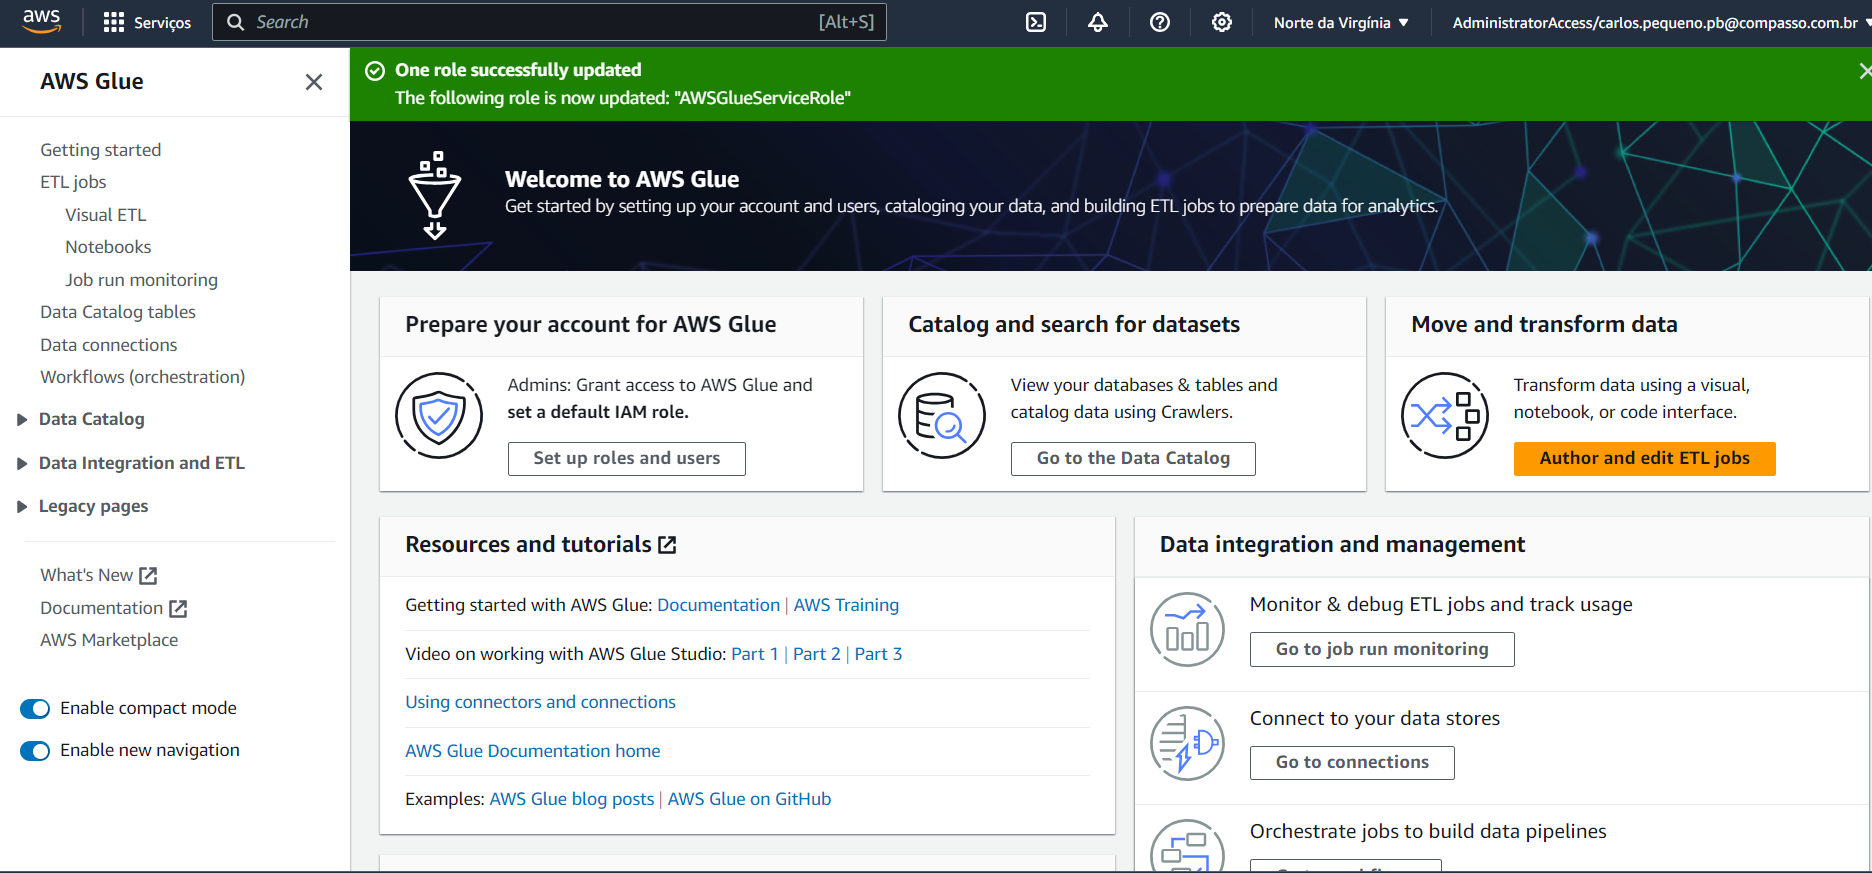 aws
Serviços
Search
[Alt+S]
Norte da Virgínia
AdministratorAccess/carlos.pequeno.pb@compasso.com.br
AWS Glue
Getting started
ETL jobs
Visual ETL
Notebooks
Job run monitoring
Data Catalog tables
Data connections
Workflows (orchestration)
Data Catalog
Data Integration and ETL
Legacy pages
What's New
Documentation
AWS Marketplace
Enable compact mode
Enable new navigation
One role successfully updated
The following role is now updated: "AWSGlueServiceRole"
Welcome to AWS Glue
Get started by setting up your account and users, cataloging your data, and building ETL jobs to prepare data for analytics.
Prepare your account for AWS Glue
Admins: Grant access to AWS Glue and
set a default IAM role.
Set up roles and users
Catalog and search for datasets
View your databases & tables and
catalog data using Crawlers.
Go to the Data Catalog
Move and transform data
Transform data using a visual,
notebook, or code interface.
Author and edit ETL jobs
Resources and tutorials
Getting started with AWS Glue: Documentation | AWS Training
Video on working with AWS Glue Studio: Part 1 | Part 2 | Part 3
Using connectors and connections
AWS Glue Documentation home
Examples: AWS Glue blog posts | AWS Glue on GitHub
Data integration and management
Monitor & debug ETL jobs and track usage
Go to job run monitoring
Connect to your data stores
Go to connections
Orchestrate jobs to build data pipelines